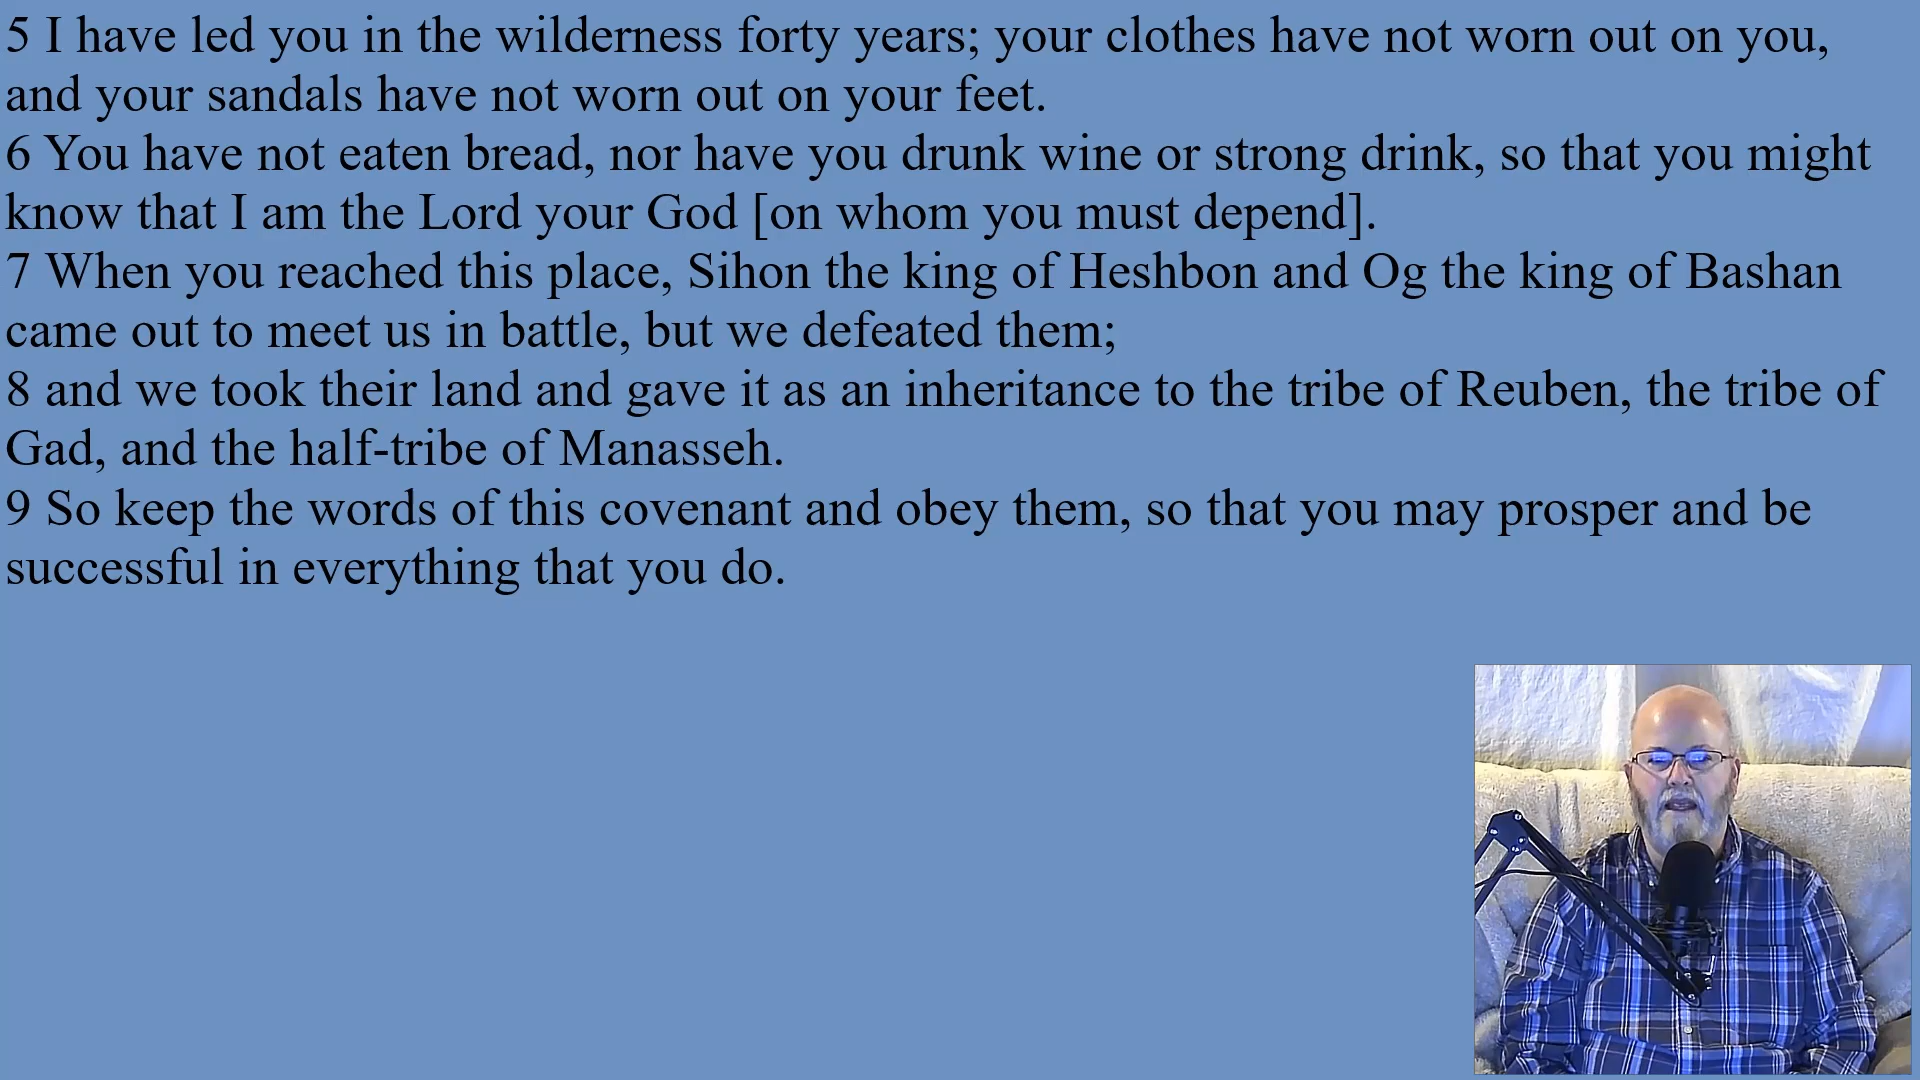 5 I have led you in the wilderness forty years; your clothes have not worn out on you,
and your sandals have not worn out on your feet.
6 You have not eaten bread, nor have you drunk wine or strong drink, so that you might
know that I am the Lord your God [on whom you must depend].
7 When you reached this place, Sihon the king of Heshbon and Og the king of Bashan
came out to meet us in battle, but we defeated them;
8 and we took their land and gave it as an inheritance to the tribe of Reuben, the tribe of
Gad, and the half-tribe of Manasseh.
9 So keep the words of this covenant and obey them, so that you may prosper and be
successful in everything that you do.